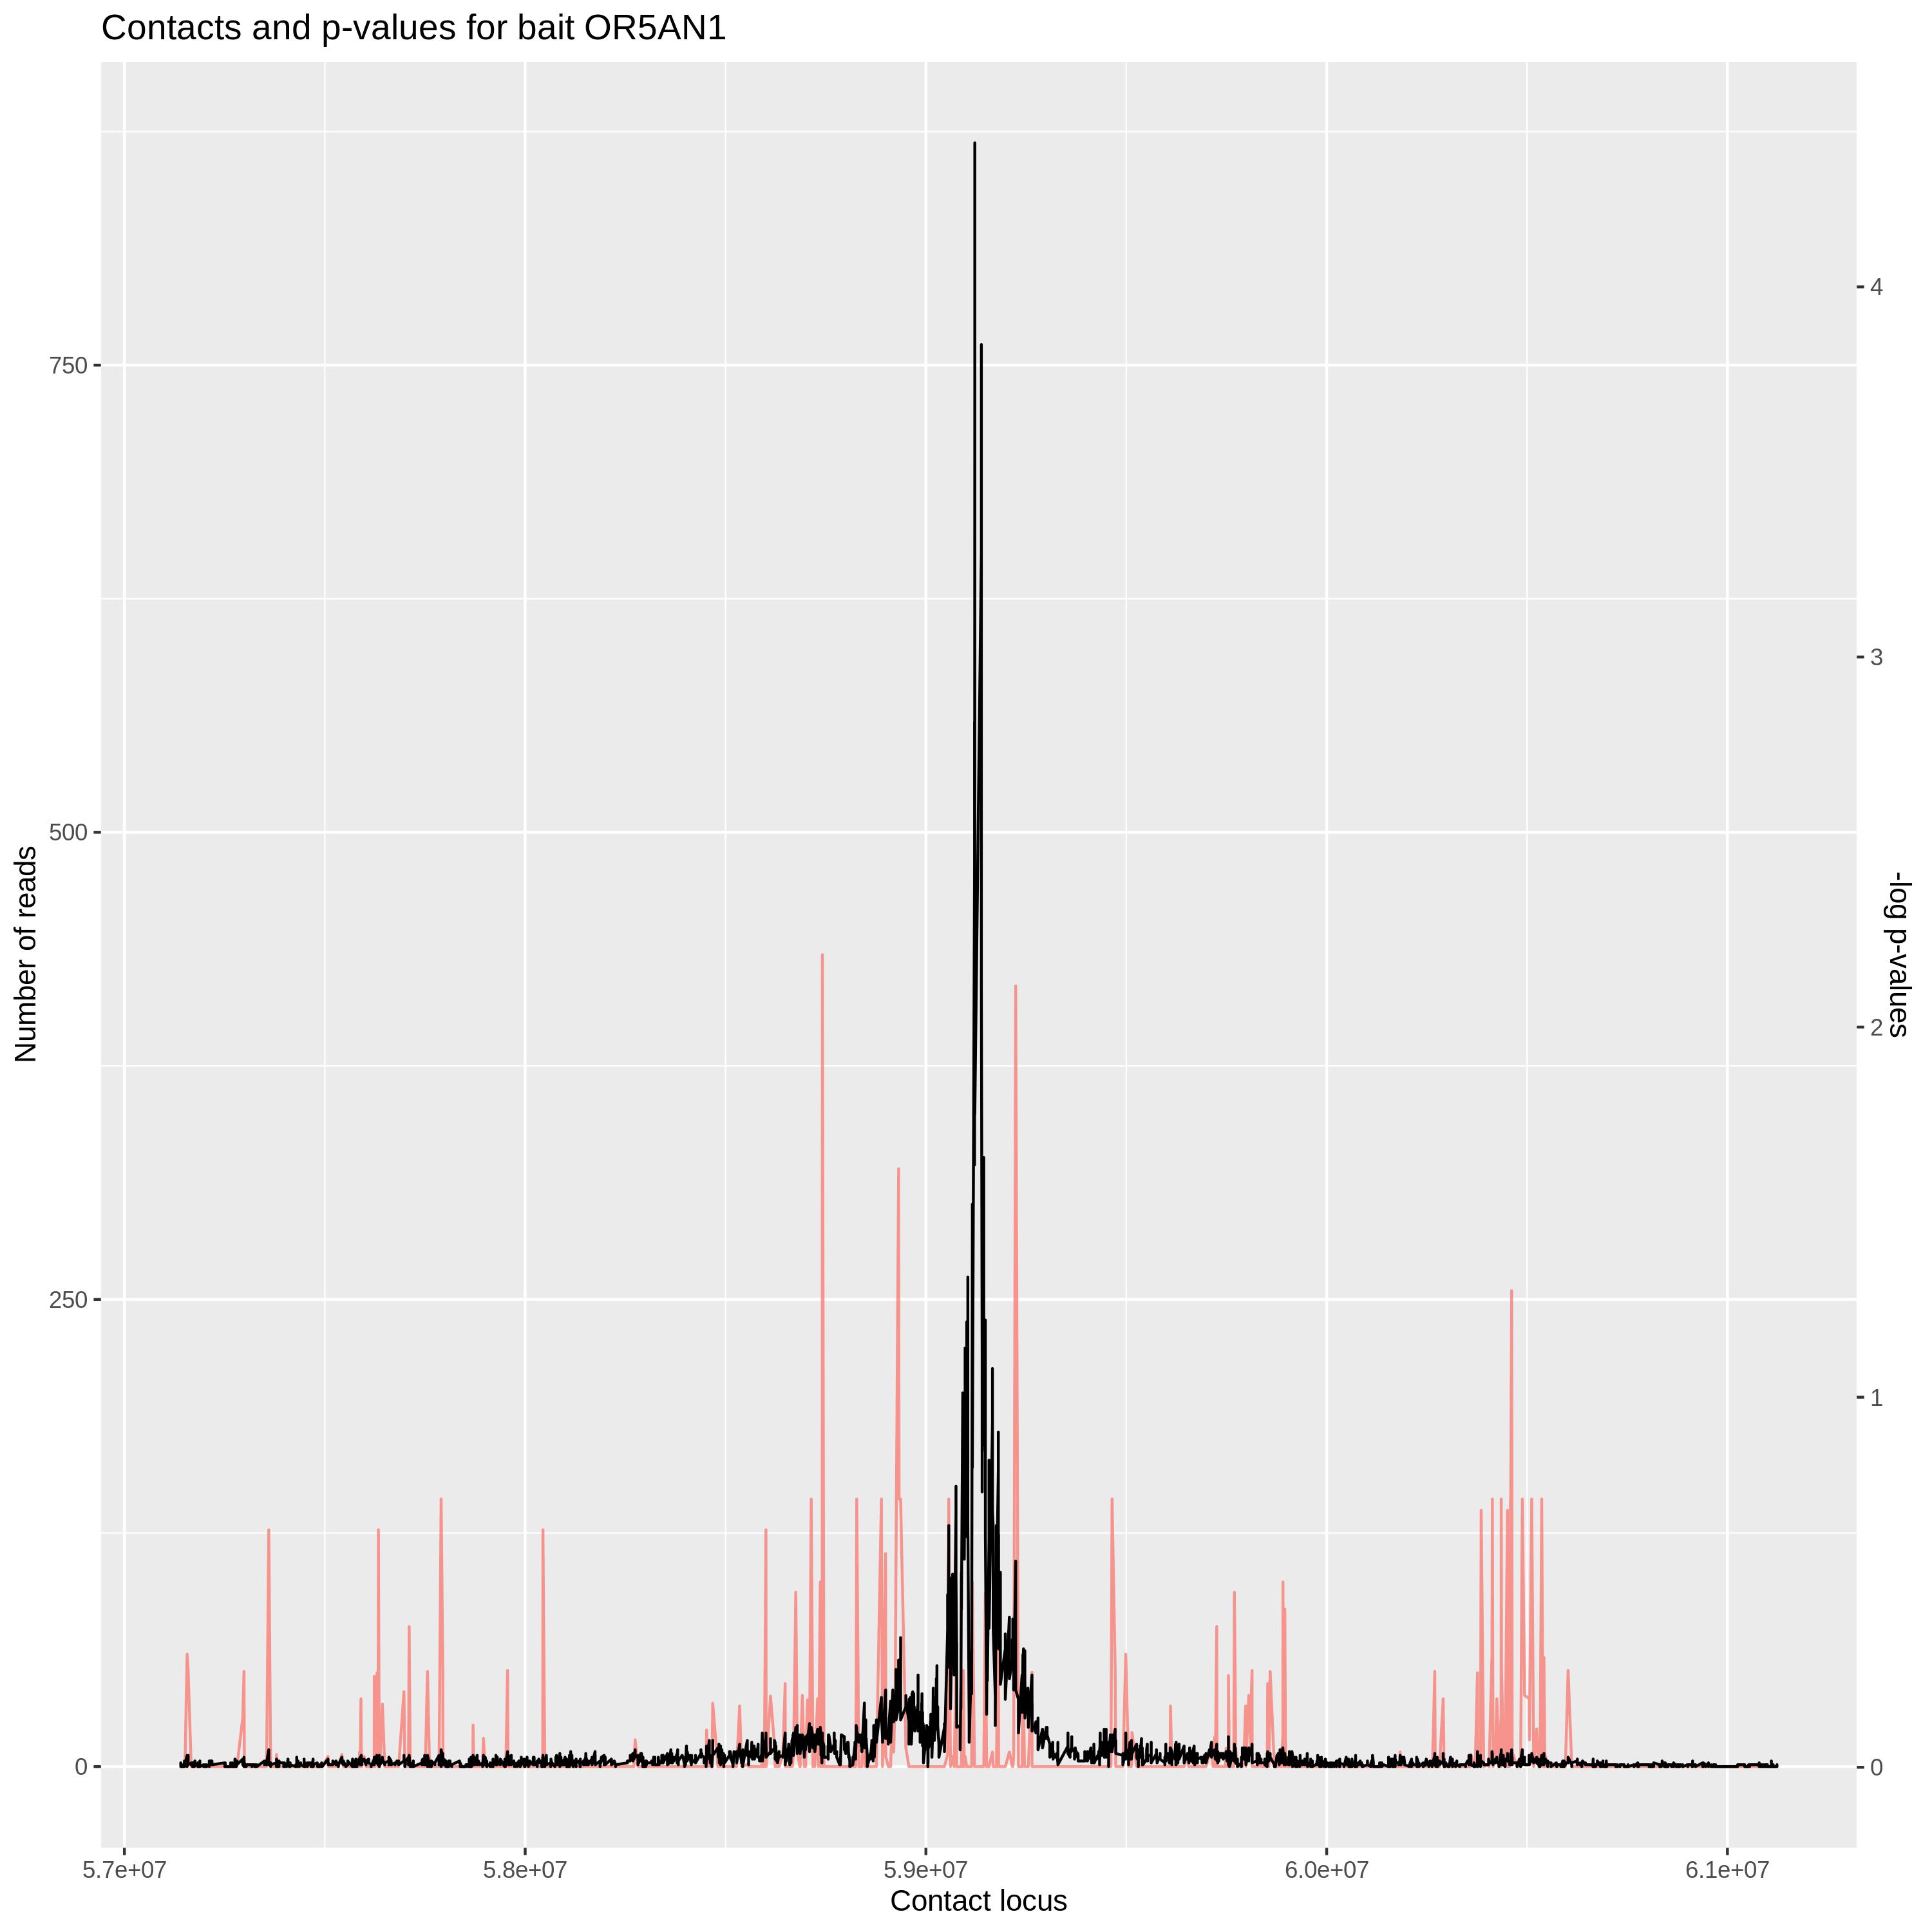 Contacts and p-values for bait OR5AN1
Number of reads
750
500
250
0
4
3
2
1
0
-log p-values
5.7e+07
5.8e+07
5.9e+07
6.0e+07
6.1e+07
Contact locus